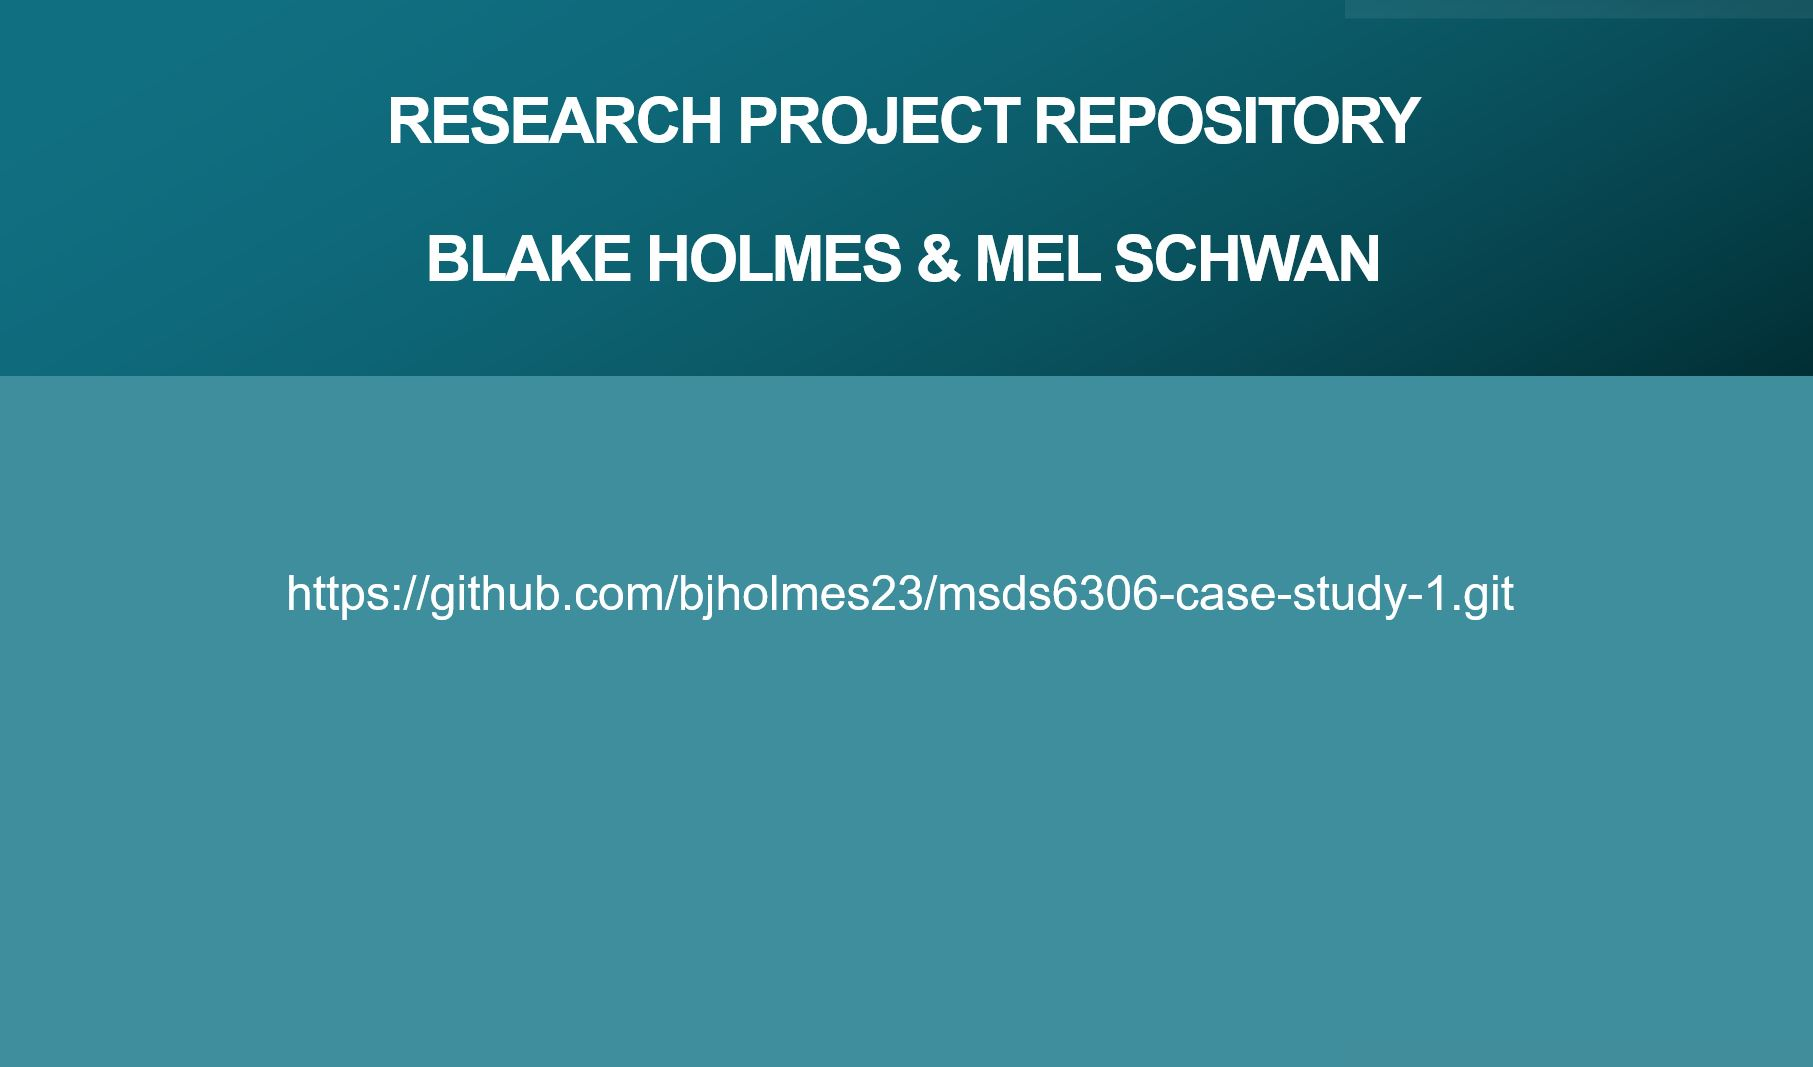 RESEARCH PROJECT REPOSITORY
BLAKE HOLMES & MEL SCHWAN
https://github.com/bjholmes23/msds6306-case-study-1.git